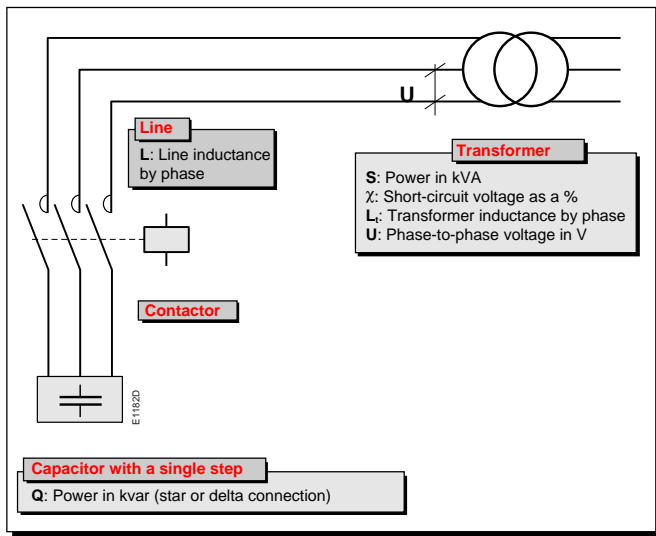 U
Line
L: Line inductance
by phase
Transformer
S: Power in kVA
χ: Short-circuit voltage as a %
Lt: Transformer inductance by phase
U: Phase-to-phase voltage in V
Contactor
E1182D
Capacitor with a single step
Q: Power in kvar (star or delta connection)